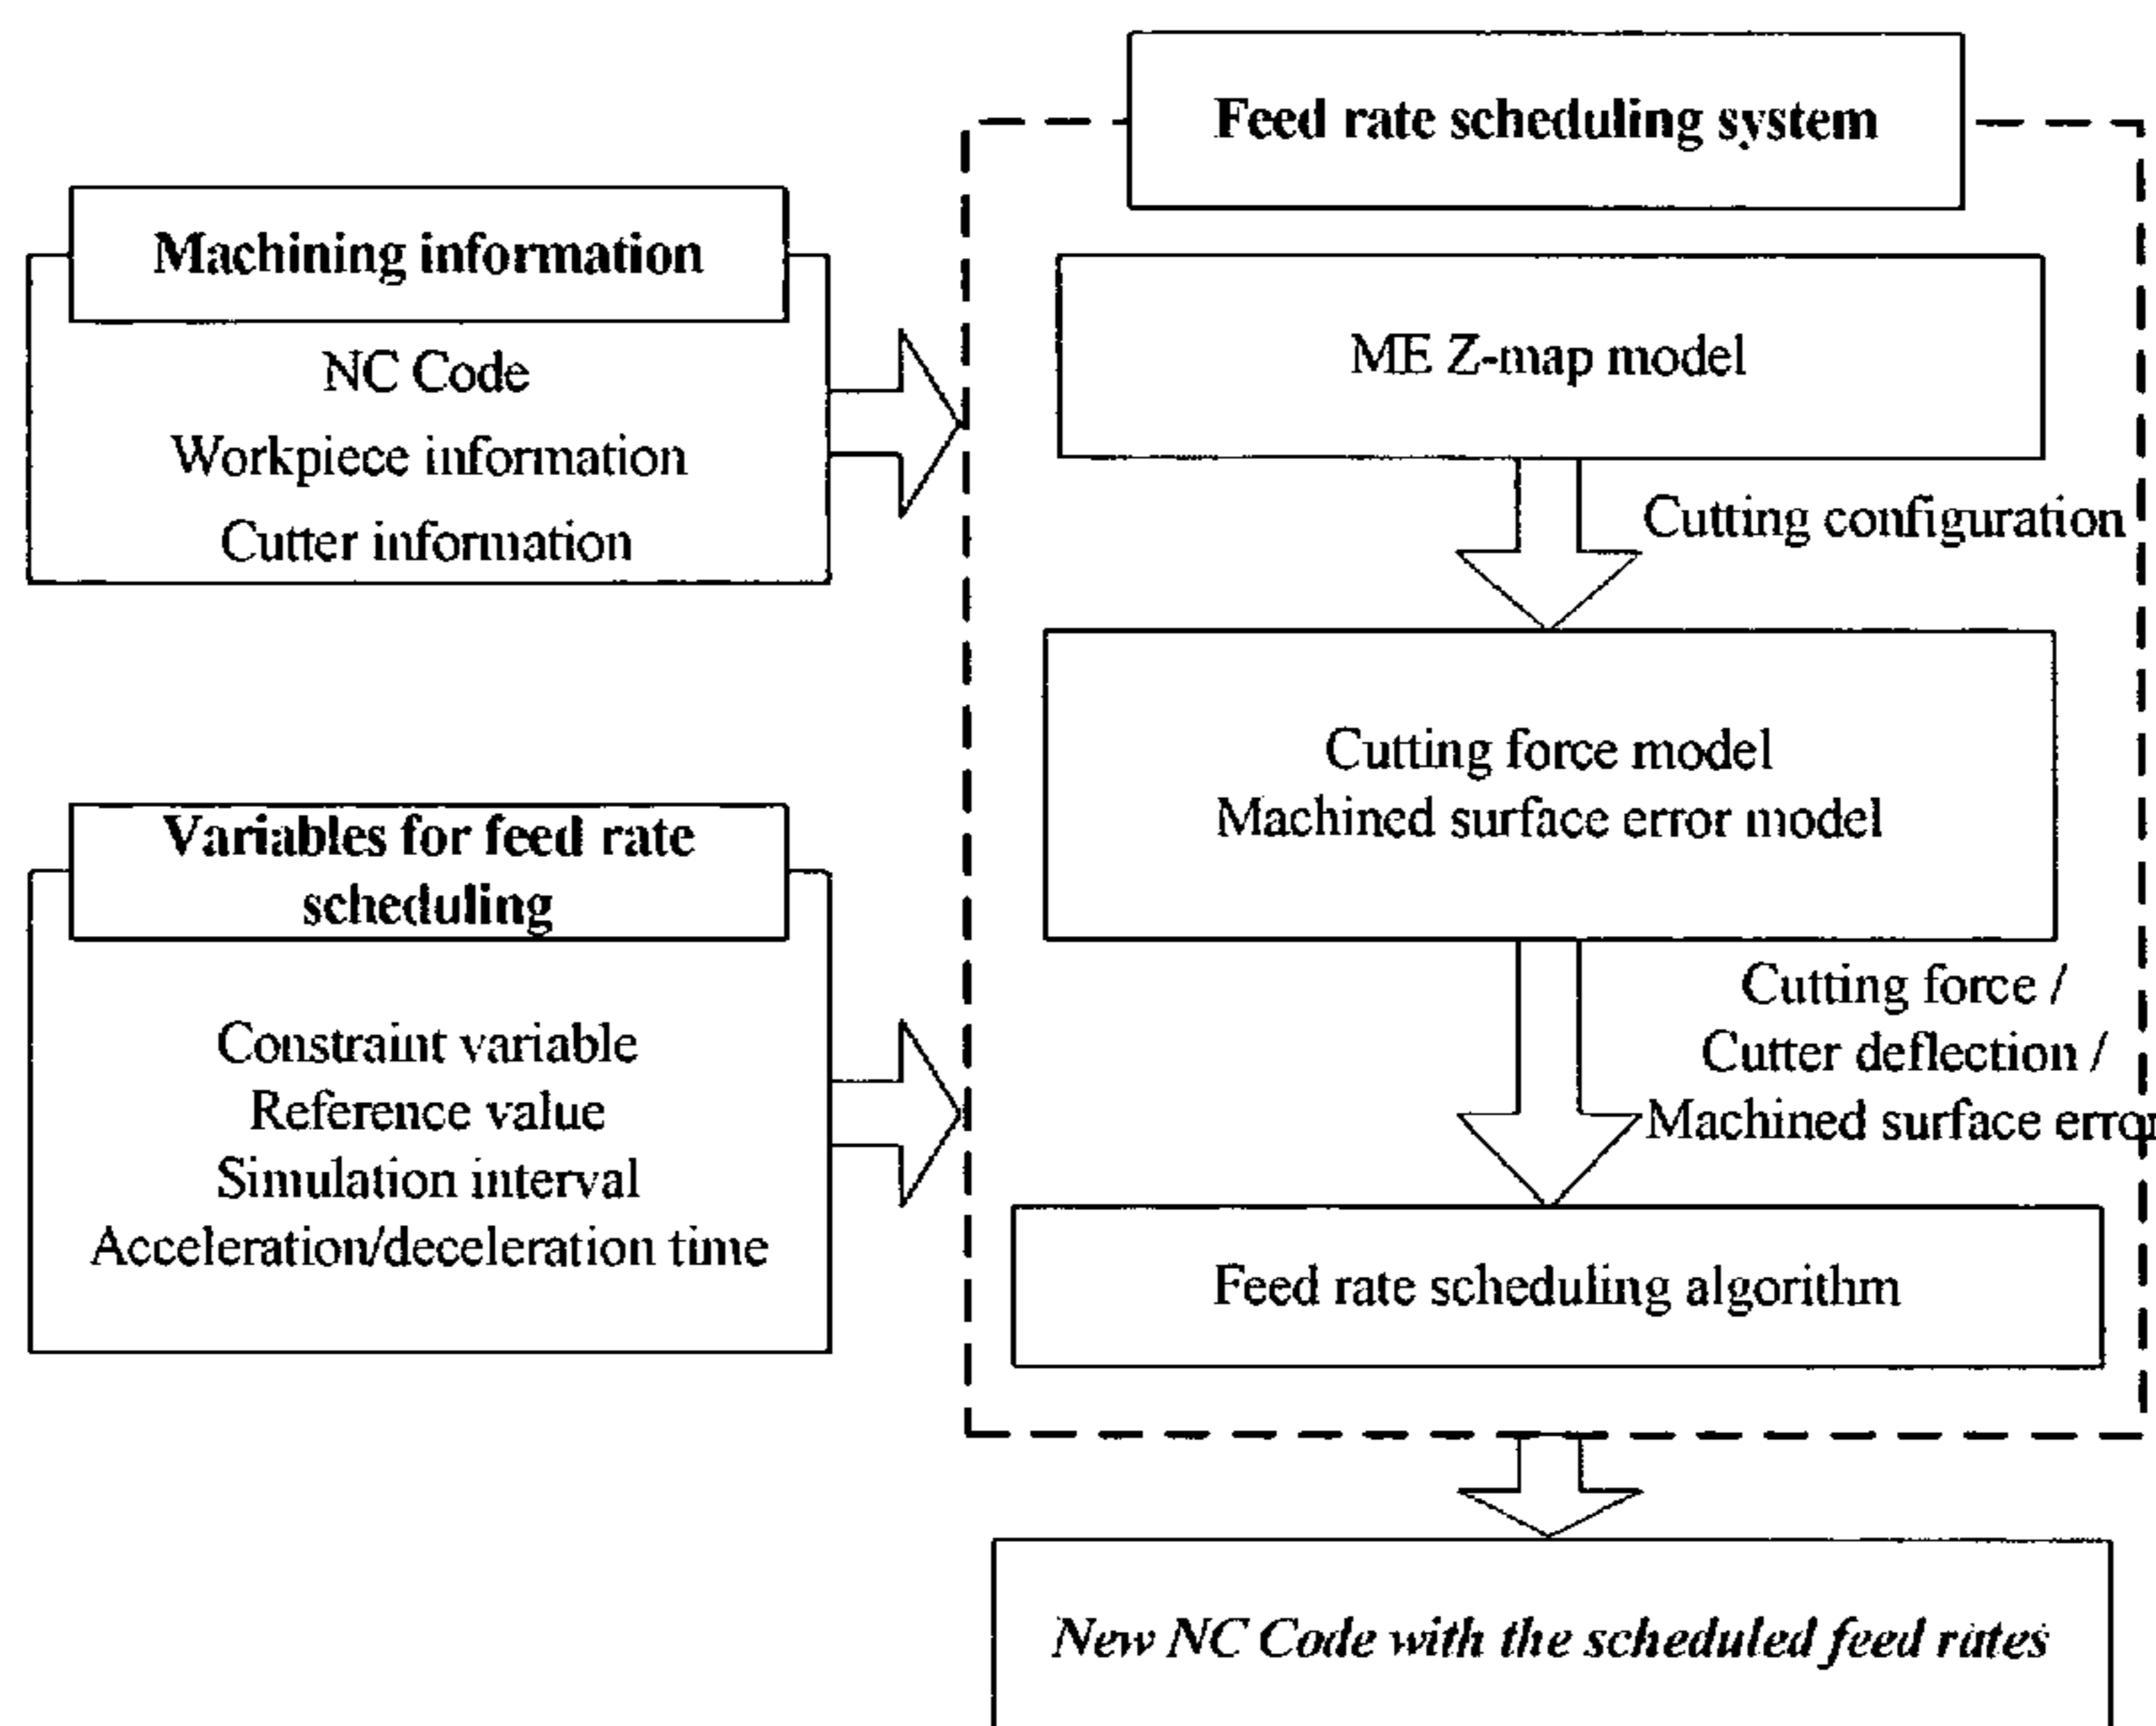 Feed rate scheduling system
Machining information
NC Code
Workpiece information
Cutter information
ME Z-map model
Cutting configuration
Cutting force model
Machined surface error model
Variables for feed rate
scheduling
Constraint variable
Reference value
Simulation interval
Acceleration/deceleration time
Cutting force /
Cutter deflection /
Machined surface error
Feed rate scheduling algorithm
New NC Code with the scheduled feed rates